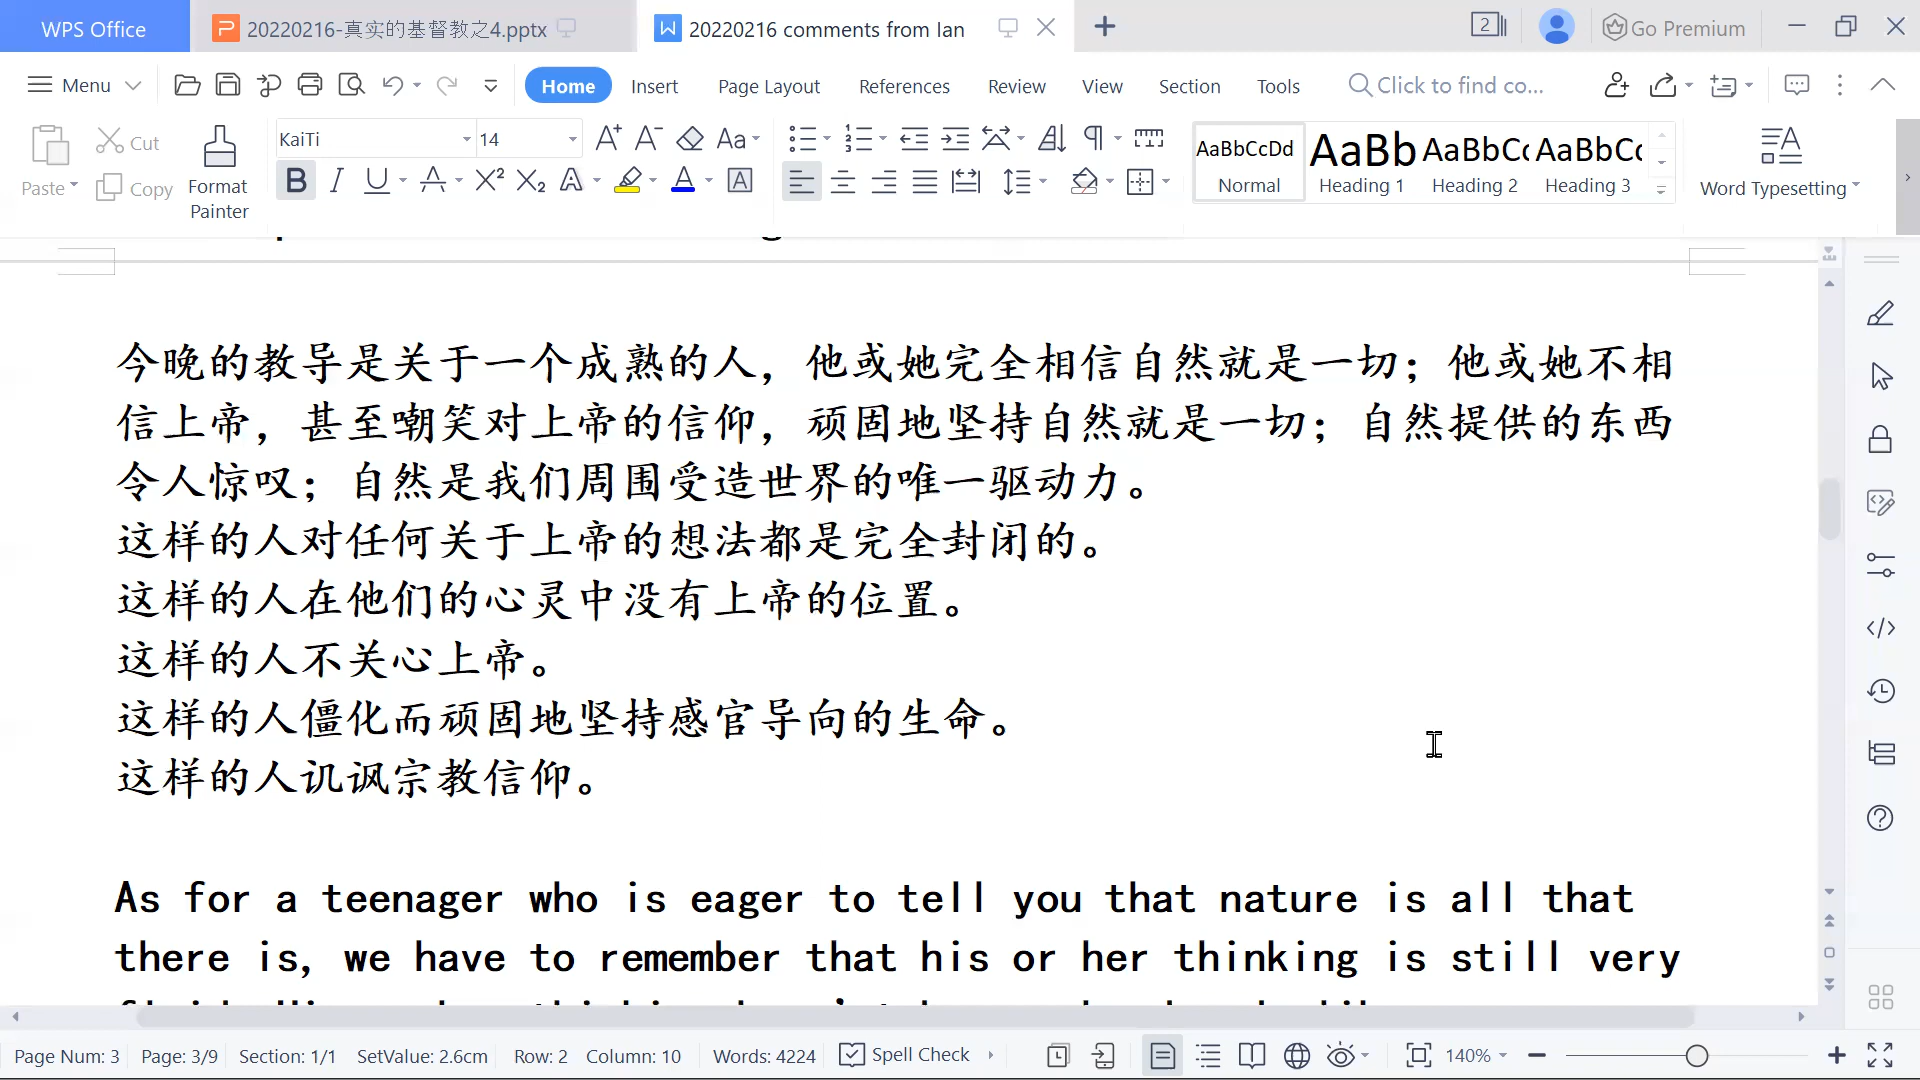 WPS Office
20220216-真实的基督教之4.pptx
20220216 comments from Ian
2
Go Premium
Menu
Home
Insert
Page Layout
References
Review
View
Section
Tools
Click to find co...
Paste
Cut
Copy
Format
Painter
KaiTi
14
AaBbCcDd
Normal
AaBb
Heading 1
AaBbCc
Heading 2
AaBbCc
Heading 3
Word Typesetting
今晚的教导是关于一个成熟的人，他或她完全相信自然就是一切；他或她不相
信上帝，甚至嘲笑对上帝的信仰，顽固地坚持自然就是一切；自然提供的东西
令人惊叹；自然是我们周围受造世界的唯一驱动力。
这样的人对任何关于上帝的想法都是完全封闭的。
这样的人在他们的心灵中没有上帝的位置。
这样的人不关心上帝。
这样的人僵化而顽固地坚持感官导向的生命。
这样的人讥讽宗教信仰。
As for a teenager who is eager to tell you that nature is all that
there is, we have to remember that his or her thinking is still very
Page Num: 3
Page: 3/9
Section: 1/1
SetValue: 2.6cm
Row: 2
Column: 10
Words: 4224
Spell Check
140%